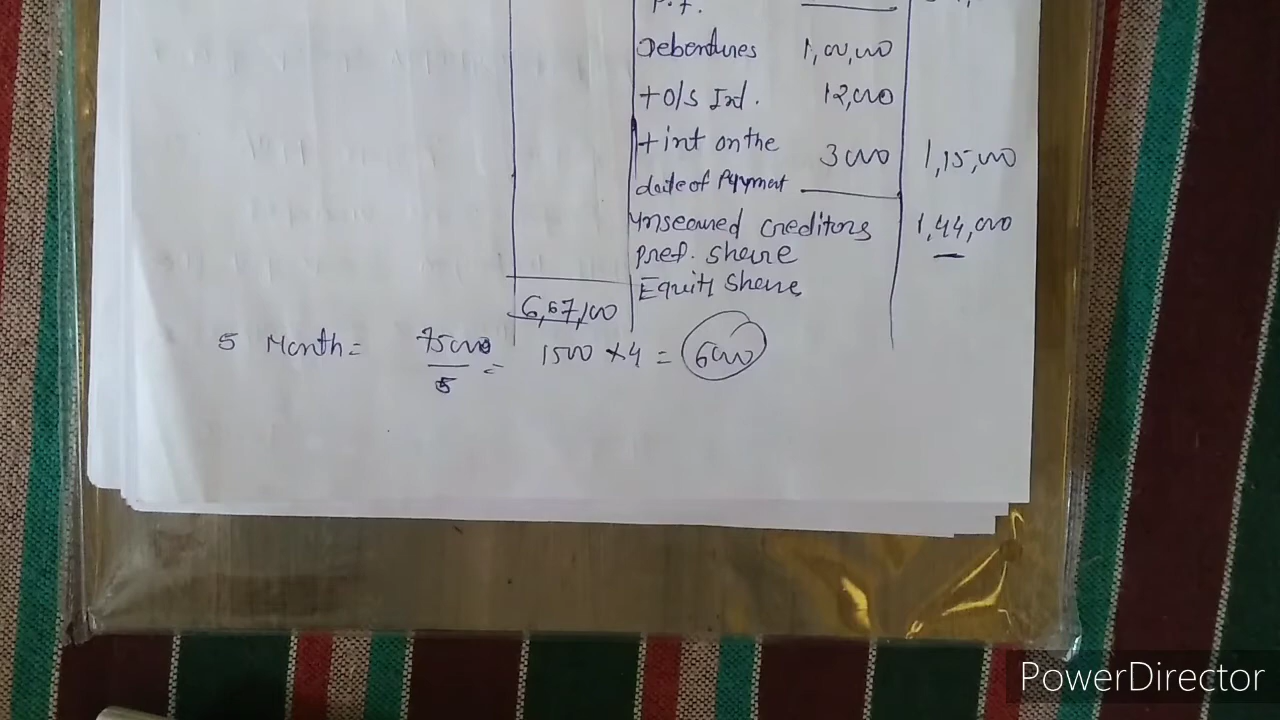 P.f.
Debentures 1,00,000
+ O/S Int. 12,000
+ int on the 3000 1,15,000
date of Payment
Unsecured creditors 1,44,000
Pref. Share
Equity Share
6,67,100
5 Month = 7500/5 = 1500 × 4 = 6000
PowerDirector